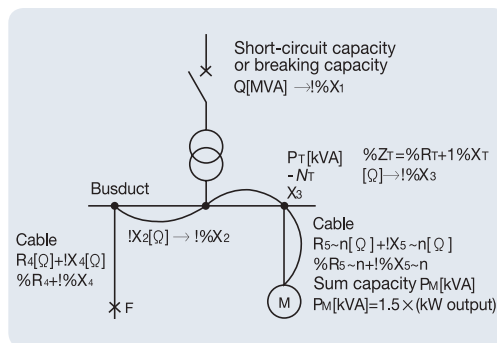 Short-circuit capacity
or breaking capacity
Q[MVA] →!%X1
PT[kVA] %ZT=%RT+1%XT
-NT [Ω]→!%X3
X3
Busduct
!X2[Ω] → !%X2
Cable
R4[Ω]+!X4[Ω]
%R4+!%X4
F
Cable
R5~n[Ω]+!X5~n[Ω]
%R5~n+!%X5~n
Sum capacity PM[kVA]
PM[kVA]=1.5×(kW output)
M